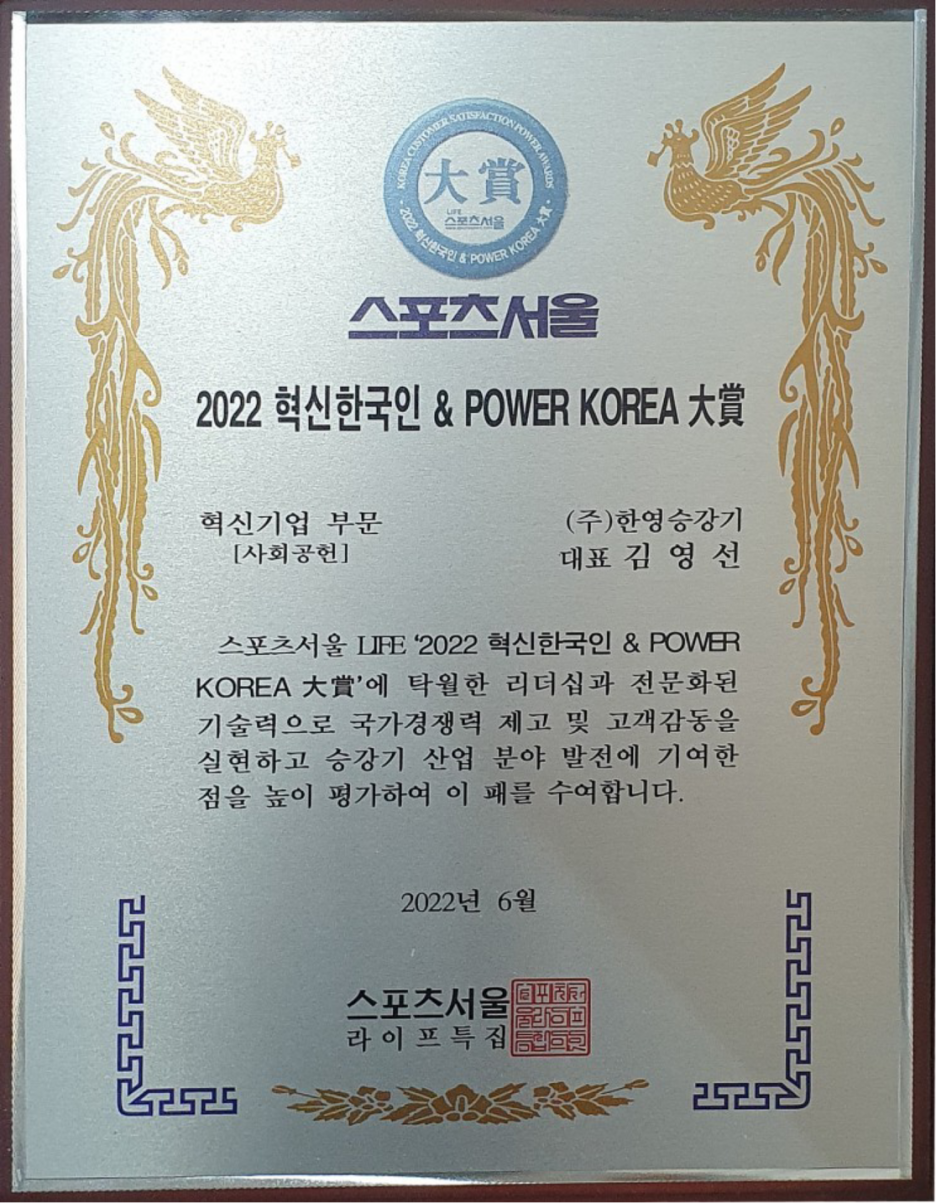 KOREA CUSTOMER SATISFACTION POWER AWARDS
大賞
LIFE
스포츠서울
2022 혁신한국인 & POWER KOREA 大賞
스포츠서울
2022 혁신한국인 & POWER KOREA 大賞
혁신기업 부문
[사회공헌]
(주)한영승강기
대표 김 영 선
스포츠서울 LIFE ‘2022 혁신한국인 & POWER
KOREA 大賞’에 탁월한 리더십과 전문화된
기술력으로 국가경쟁력 제고 및 고객감동을
실현하고 승강기 산업 분야 발전에 기여한
점을 높이 평가하여 이 패를 수여합니다.
2022년 6월
스포츠서울
라이프특집